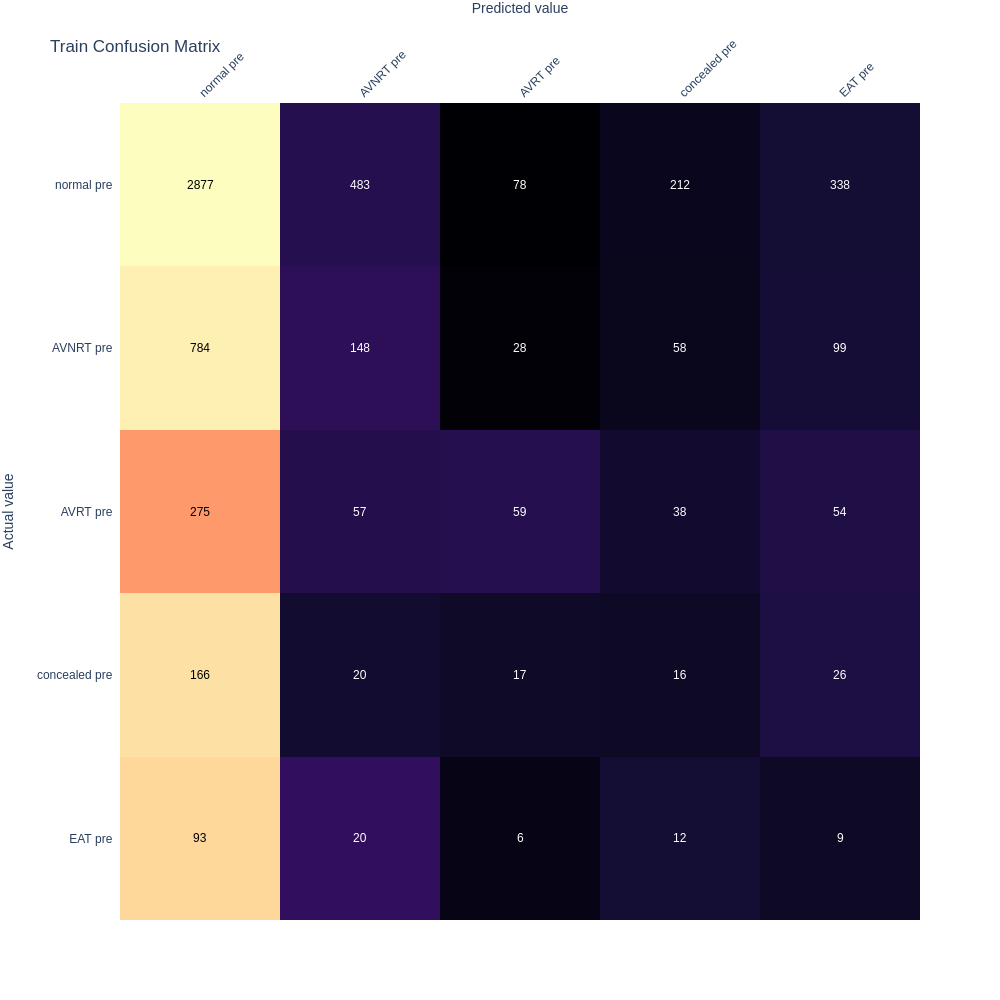 Predicted value
Train Confusion Matrix
normal pre AVNRT pre AVRT pre concealed pre EAT pre
normal pre 2877 483 78 212 338
AVNRT pre 784 148 28 58 99
Actual value
AVRT pre 275 57 59 38 54
concealed pre 166 20 17 16 26
EAT pre 93 20 6 12 9